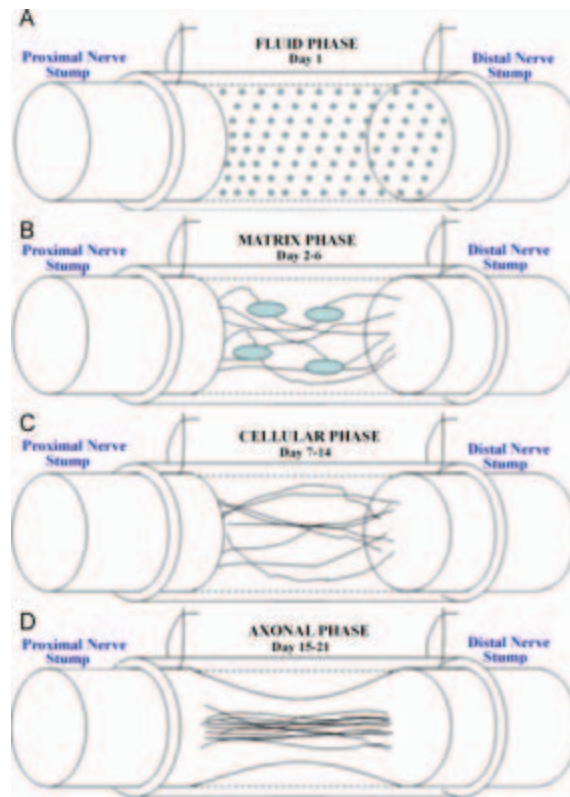 A
FLUID PHASE
Day 1
Proximal Nerve
Stump
Distal Nerve
Stump
B
MATRIX PHASE
Day 2-6
Proximal Nerve
Stump
Distal Nerve
Stump
C
CELLULAR PHASE
Day 7-14
Proximal Nerve
Stump
Distal Nerve
Stump
D
AXONAL PHASE
Day 15-21
Proximal Nerve
Stump
Distal Nerve
Stump